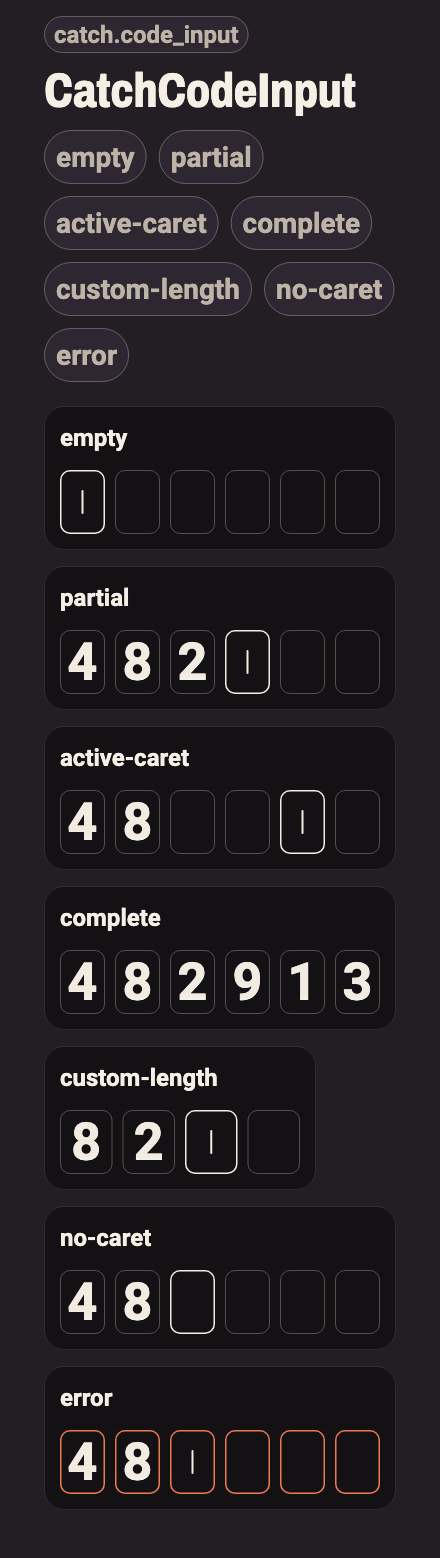 catch.code_input
CatchCodeInput
empty partial
active-caret complete
custom-length no-caret
error
empty
partial
4 8 2
active-caret
4 8
complete
4 8 2 9 1 3
custom-length
8 2
no-caret
4 8
error
4 8